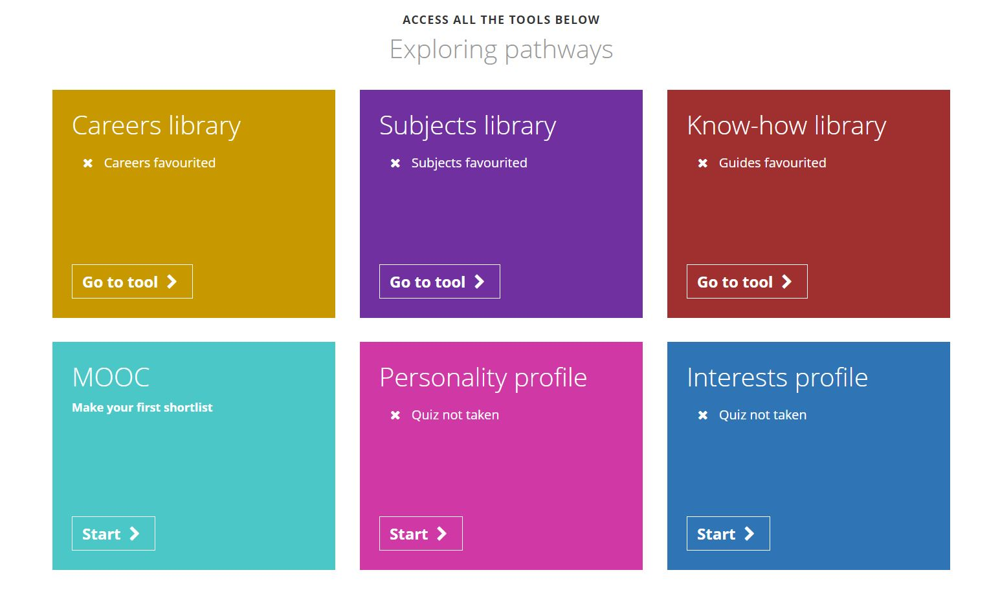 ACCESS ALL THE TOOLS BELOW
Exploring pathways
Careers library
Careers favourited
Go to tool
Subjects library
Subjects favourited
Go to tool
Know-how library
Guides favourited
Go to tool
MOOC
Make your first shortlist
Start
Personality profile
Quiz not taken
Start
Interests profile
Quiz not taken
Start